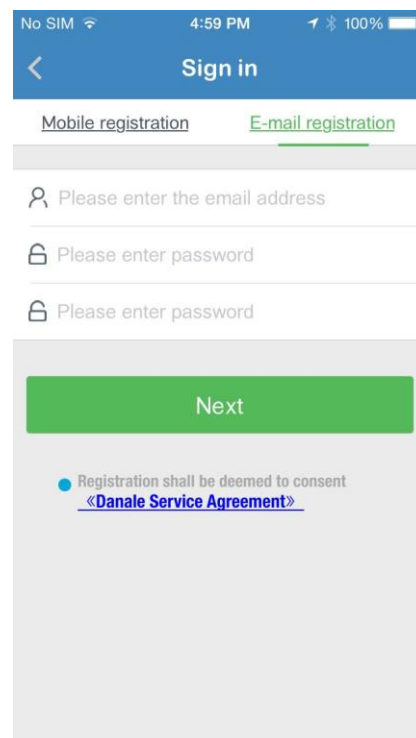 No SIM 4:59 PM 100%
Sign in
Mobile registration E-mail registration
Please enter the email address
Please enter password
Please enter password
Next
Registration shall be deemed to consent
《Danale Service Agreement》